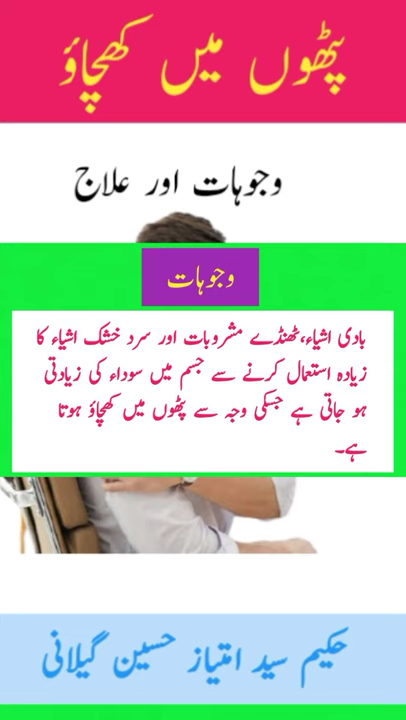 پٹھوں میں کھچاؤ
وجوہات اور علاج
وجوہات
بادی اشیاء،ٹھنڈے مشروبات اور سرد خشک اشیاء کا
زیادہ استعمال کرنے سے جسم میں سوداء کی زیادتی
ہو جاتی ہے جسکی وجہ سے پٹھوں میں کھچاؤ ہوتا
ہے۔
حکیم سید امتیاز حسین گیلانی